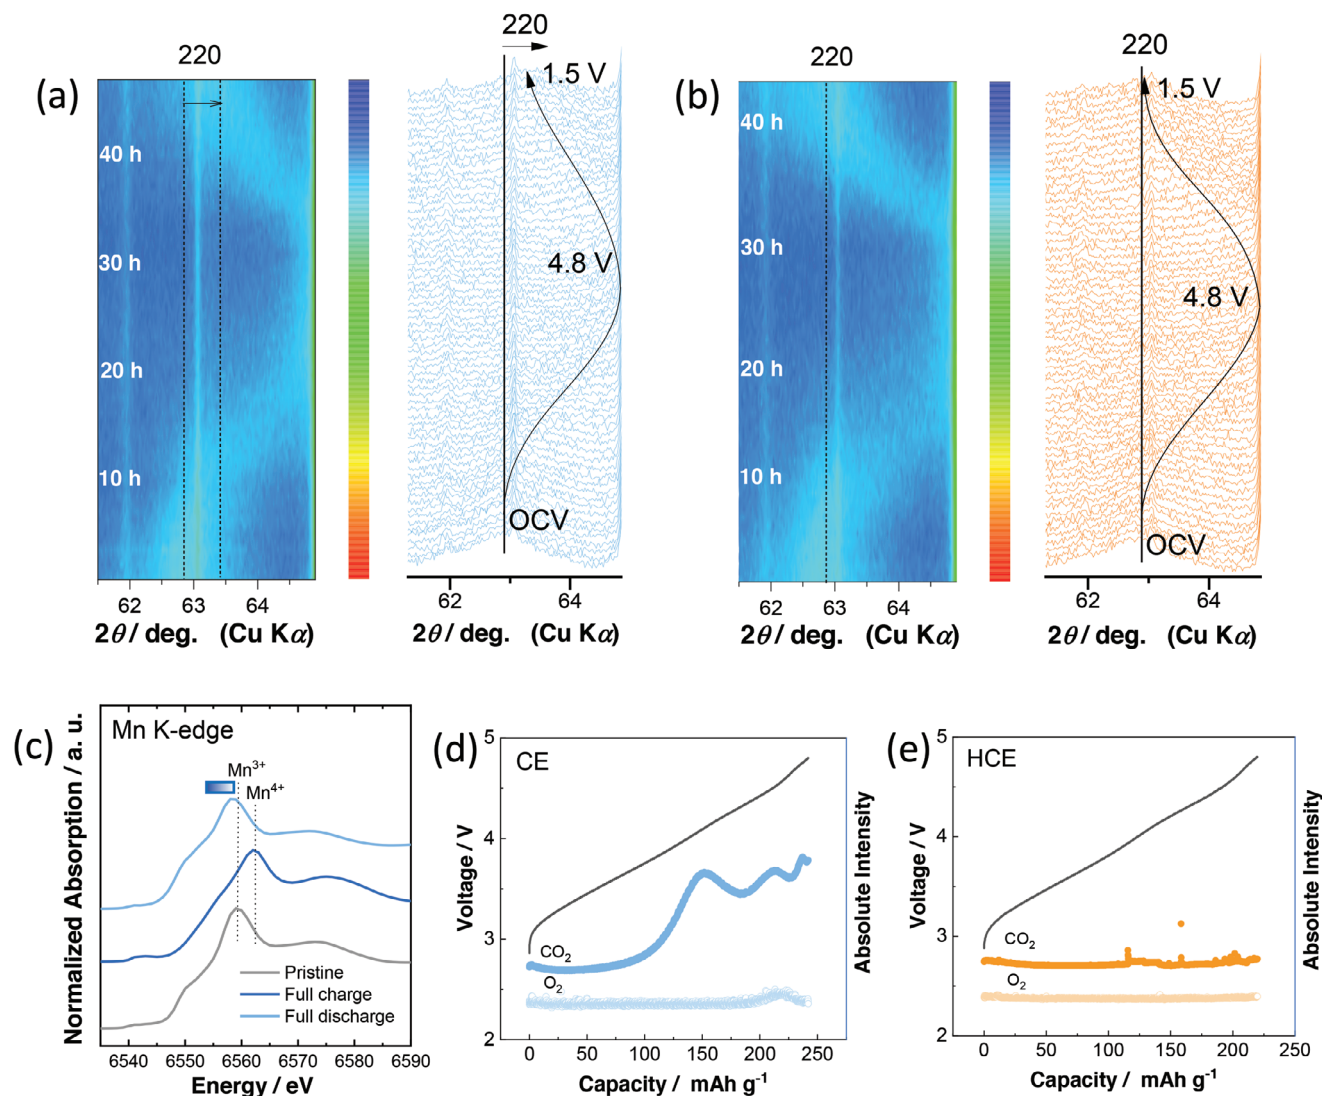 (a)
220
40 h
30 h
20 h
10 h
62
63
64
2θ / deg. (Cu Kα)
220
1.5 V
4.8 V
OCV
62
64
2θ / deg. (Cu Kα)
(b)
220
40 h
30 h
20 h
10 h
62
63
64
2θ / deg. (Cu Kα)
220
1.5 V
4.8 V
OCV
62
64
2θ / deg. (Cu Kα)
(c)
Mn K-edge
Mn³⁺
Mn⁴⁺
Pristine
Full charge
Full discharge
Normalized Absorption / a. u.
6540 6550 6560 6570 6580 6590
Energy / eV
(d)
CE
CO₂
O₂
5
4
3
2
Voltage / V
Absolute Intensity
0 50 100 150 200 250
Capacity / mAh g⁻¹
(e)
HCE
CO₂
O₂
5
4
3
2
Voltage / V
Absolute Intensity
0 50 100 150 200 250
Capacity / mAh g⁻¹